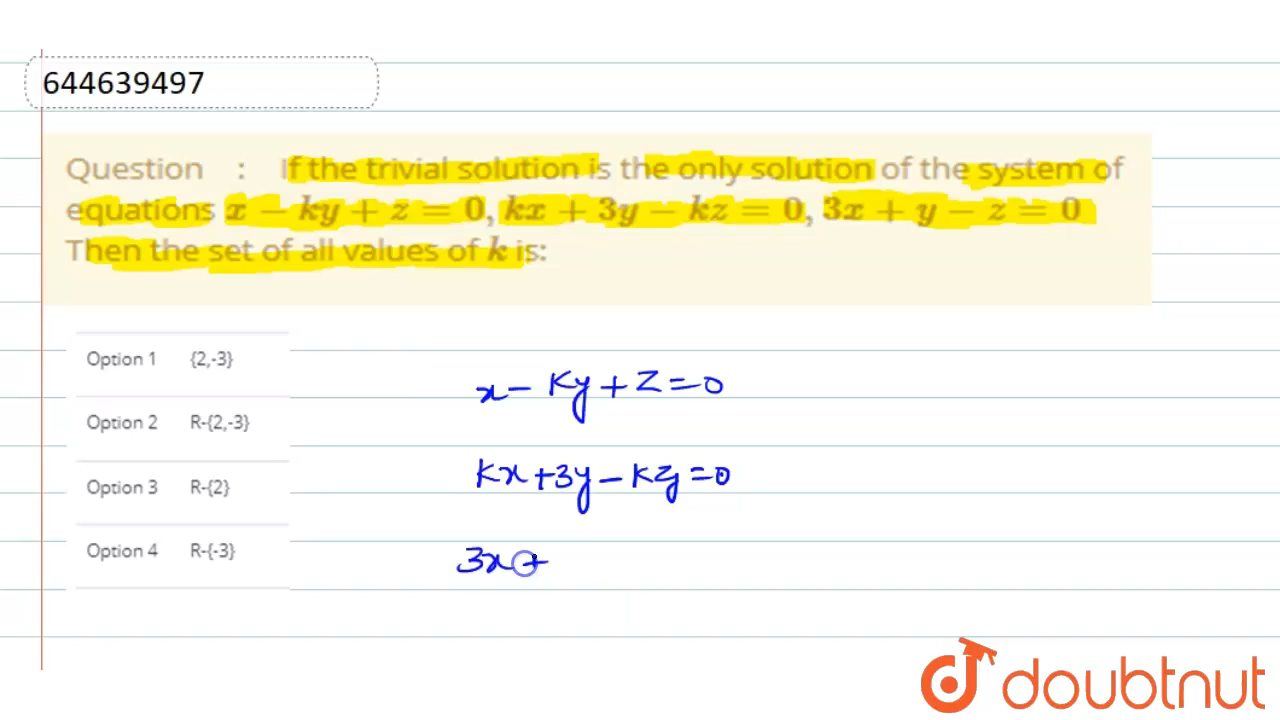 644639497
Question : If the trivial solution is the only solution of the system of
equations x − ky + z = 0, kx + 3y − kz = 0, 3x + y − z = 0
Then the set of all values of k is:
Option 1 {2,-3}
Option 2 R-{2,-3}
Option 3 R-{2}
Option 4 R-{-3}
x − Ky + Z = 0
Kx + 3y − Kz = 0
3x +
doubtnut